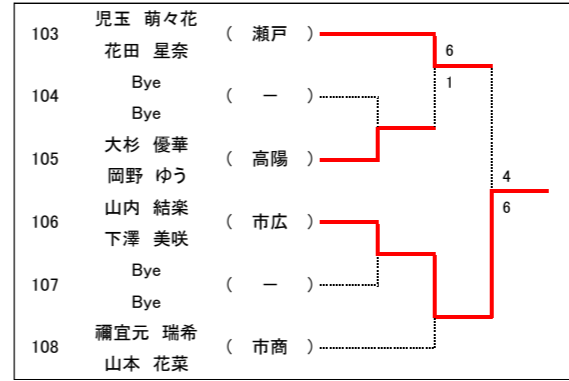 児玉 萌々花
103 ( 瀬戸 )
花田 星奈
6
Bye
1
104 ( ー )
Bye
大杉 優華
105 ( 高陽 )
岡野 ゆう
4
山内 結楽
6
106 ( 市広 )
下澤 美咲
Bye
107 ( ー )
Bye
禰宜元 瑞希
108 ( 市商 )
山本 花菜